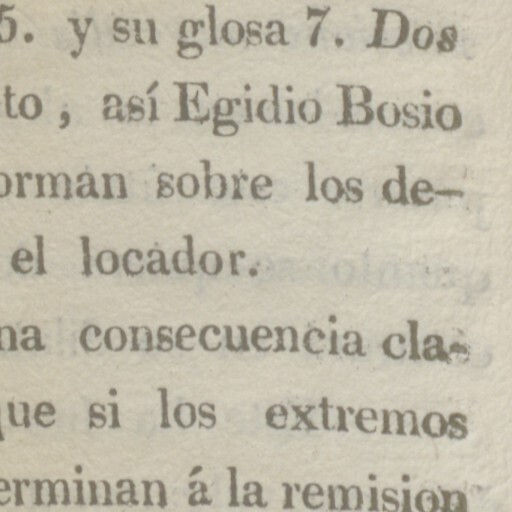 5. y su glosa 7. Dos
to, así Egidio Bosio
orman sobre los de-
el locador.
na consecuencia cla-
que si los extremos
erminan á la remision